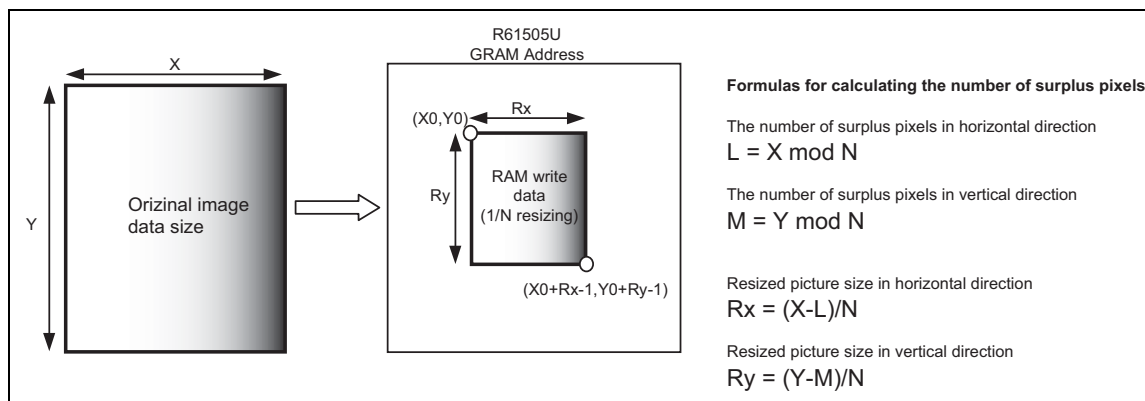 X
Y
Orizinal image
data size
R61505U
GRAM Address
(X0,Y0)
Rx
Ry
RAM write
data
(1/N resizing)
(X0+Rx-1,Y0+Ry-1)
Formulas for calculating the number of surplus pixels
The number of surplus pixels in horizontal direction
L = X mod N
The number of surplus pixels in vertical direction
M = Y mod N
Resized picture size in horizontal direction
Rx = (X-L)/N
Resized picture size in vertical direction
Ry = (Y-M)/N